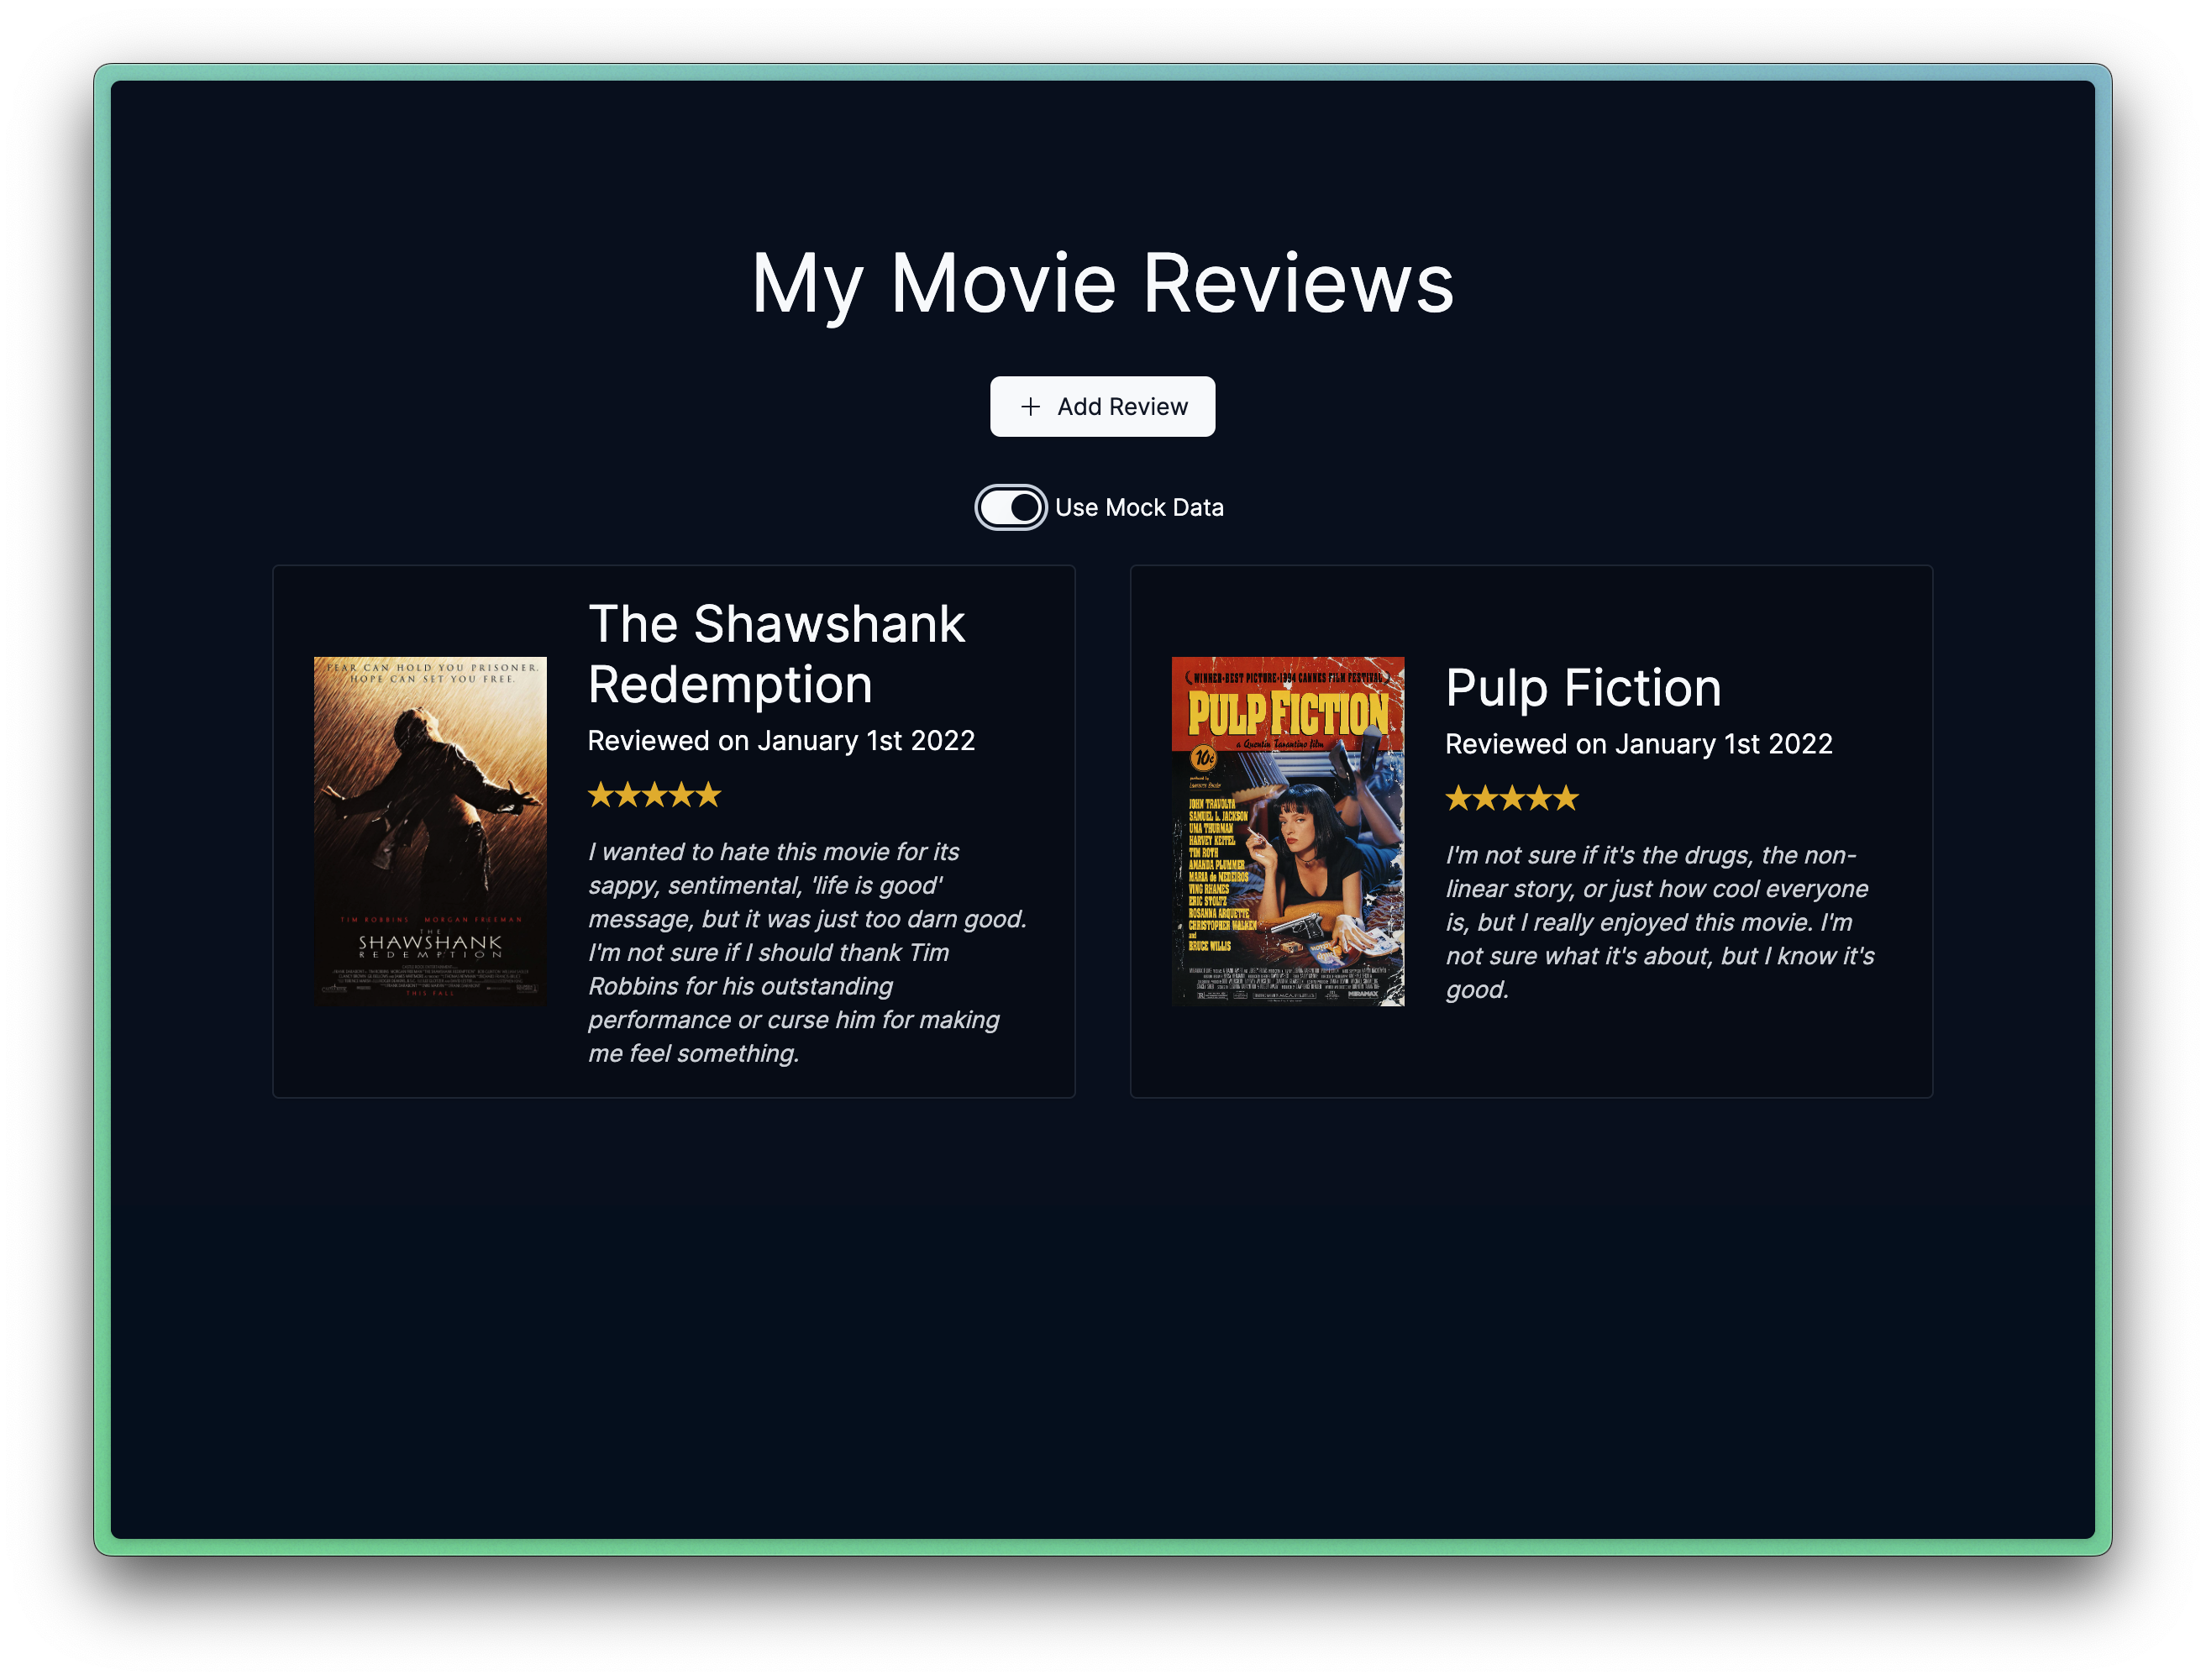 My Movie Reviews
+ Add Review
Use Mock Data
FEAR CAN HOLD YOU PRISONER.
HOPE CAN SET YOU FREE.
TIM ROBBINS MORGAN FREEMAN
THE
SHAWSHANK
REDEMPTION
THIS FALL
The Shawshank
Redemption
Reviewed on January 1st 2022
★★★★★
I wanted to hate this movie for its
sappy, sentimental, 'life is good'
message, but it was just too darn good.
I'm not sure if I should thank Tim
Robbins for his outstanding
performance or curse him for making
me feel something.
WINNER-BEST PICTURE-1994 CANNES FILM FESTIVAL
PULP FICTION
a Quentin Tarantino film
10¢
produced by
Lawrence Bender
JOHN TRAVOLTA
SAMUEL L. JACKSON
UMA THURMAN
HARVEY KEITEL
TIM ROTH
AMANDA PLUMMER
MARIA de MEDEIROS
VING RHAMES
ERIC STOLTZ
ROSANNA ARQUETTE
CHRISTOPHER WALKEN
and
BRUCE WILLIS
MIRAMAX
Pulp Fiction
Reviewed on January 1st 2022
★★★★★
I'm not sure if it's the drugs, the non-
linear story, or just how cool everyone
is, but I really enjoyed this movie. I'm
not sure what it's about, but I know it's
good.